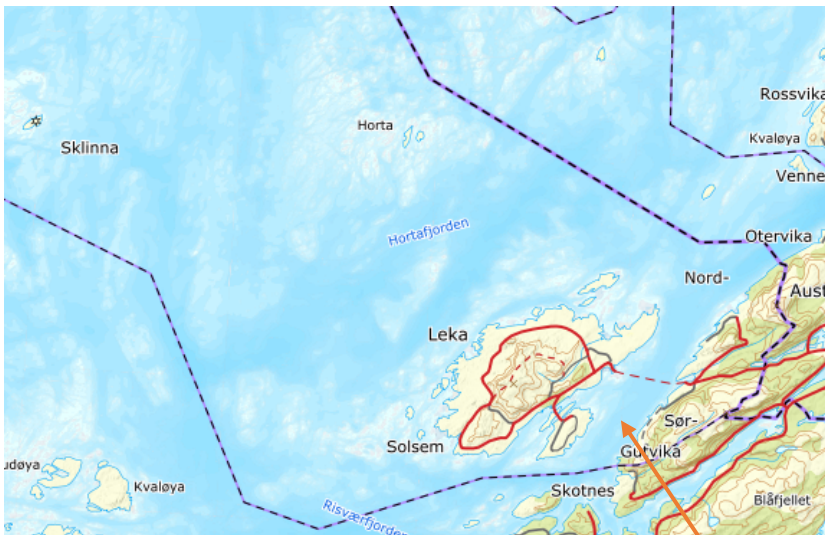 Rossvika
Horta
Kvaløya
Sklinna
Venne
Hortafjorden
Otervika
Nord-
Aust
Leka
Sør-
Solsem
Gutvika
udøya
Kvaløya
Skotnes
Blåfjellet
Risværfjorden